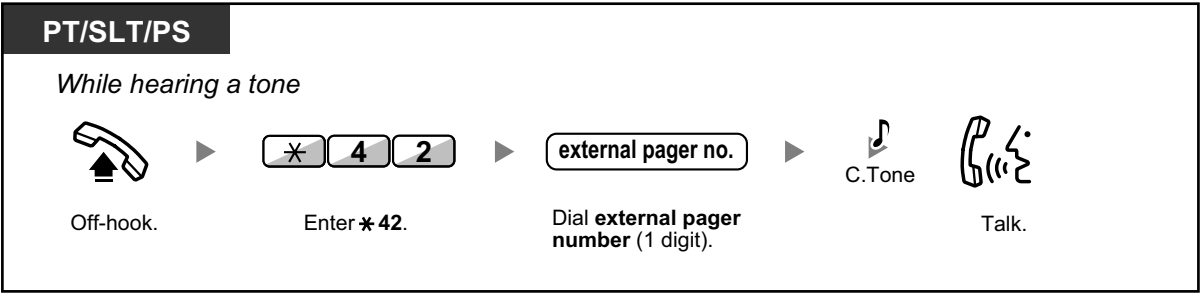 PT/SLT/PS
While hearing a tone
* 4 2
external pager no.
C.Tone
Off-hook.
Enter * 42.
Dial external pager
number (1 digit).
Talk.